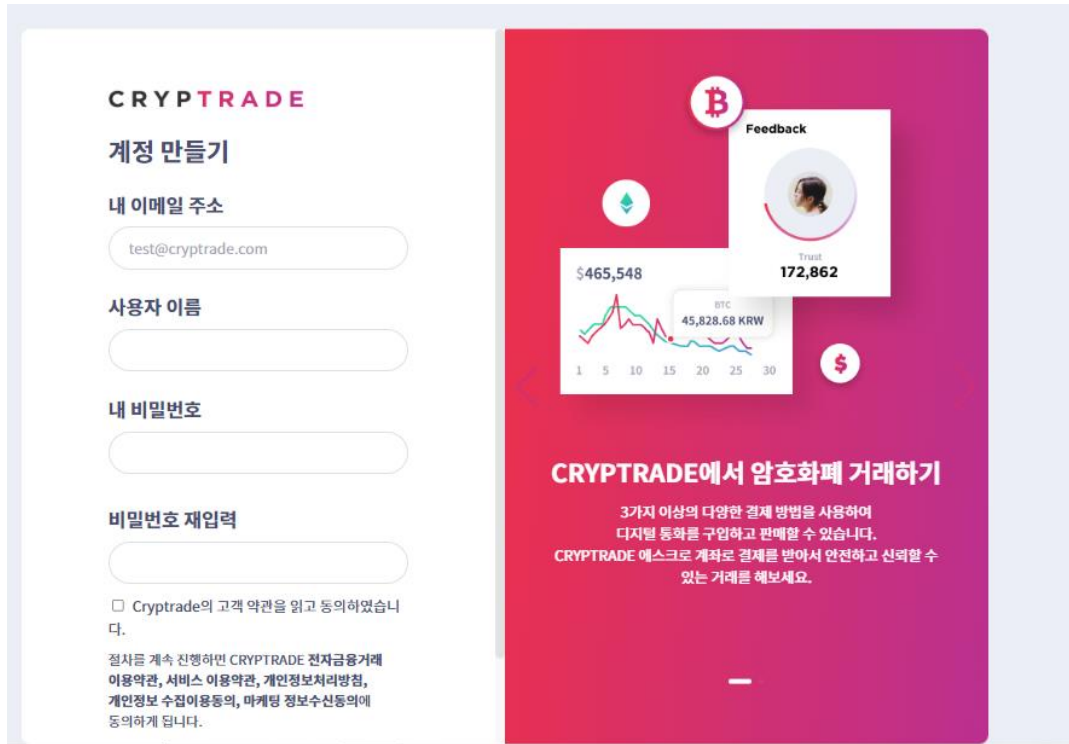 CRYPTRADE
계정 만들기
내 이메일 주소
test@cryptrade.com
사용자 이름
내 비밀번호
비밀번호 재입력
Cryptrade의 고객 약관을 읽고 동의하였습니
다.
절차를 계속 진행하면 CRYPTRADE 전자금융거래
이용약관, 서비스 이용약관, 개인정보처리방침,
개인정보 수집이용동의, 마케팅 정보수신동의에
동의하게 됩니다.
Feedback
Trust
172,862
$465,548
BTC
45,828.68 KRW
1 5 10 15 20 25 30
CRYPTRADE에서 암호화폐 거래하기
3가지 이상의 다양한 결제 방법을 사용하여
디지털 통화를 구입하고 판매할 수 있습니다.
CRYPTRADE 에스크로 계좌로 결제를 받아서 안전하고 신뢰할 수
있는 거래를 해보세요.